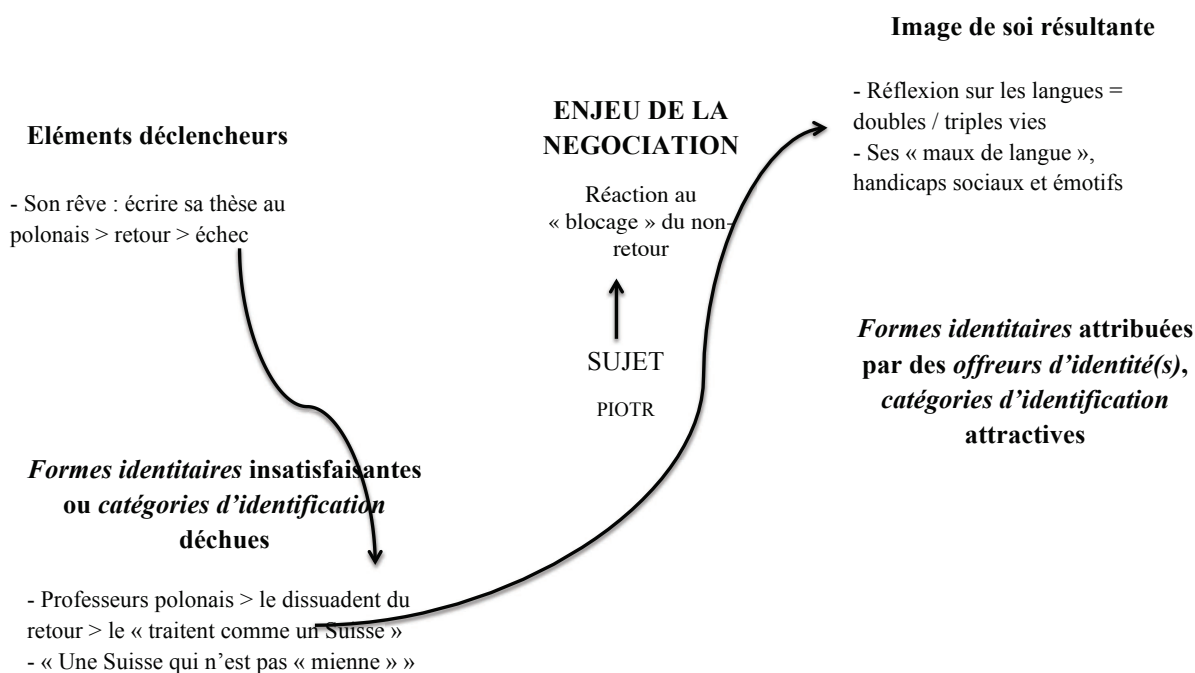 Eléments déclencheurs
- Son rêve : écrire sa thèse au
polonais > retour > échec
Formes identitaires insatisfaisantes
ou catégories d'identification
déchues
- Professeurs polonais > le dissuadent du
retour > le « traitent comme un Suisse »
- « Une Suisse qui n'est pas « mienne » »
ENJEU DE LA
NEGOCIATION
Réaction au
« blocage » du non-
retour
SUJET
PIOTR
Image de soi résultante
- Réflexion sur les langues =
doubles / triples vies
- Ses « maux de langue »,
handicaps sociaux et émotifs
Formes identitaires attribuées
par des offreurs d'identité(s),
catégories d'identification
attractives